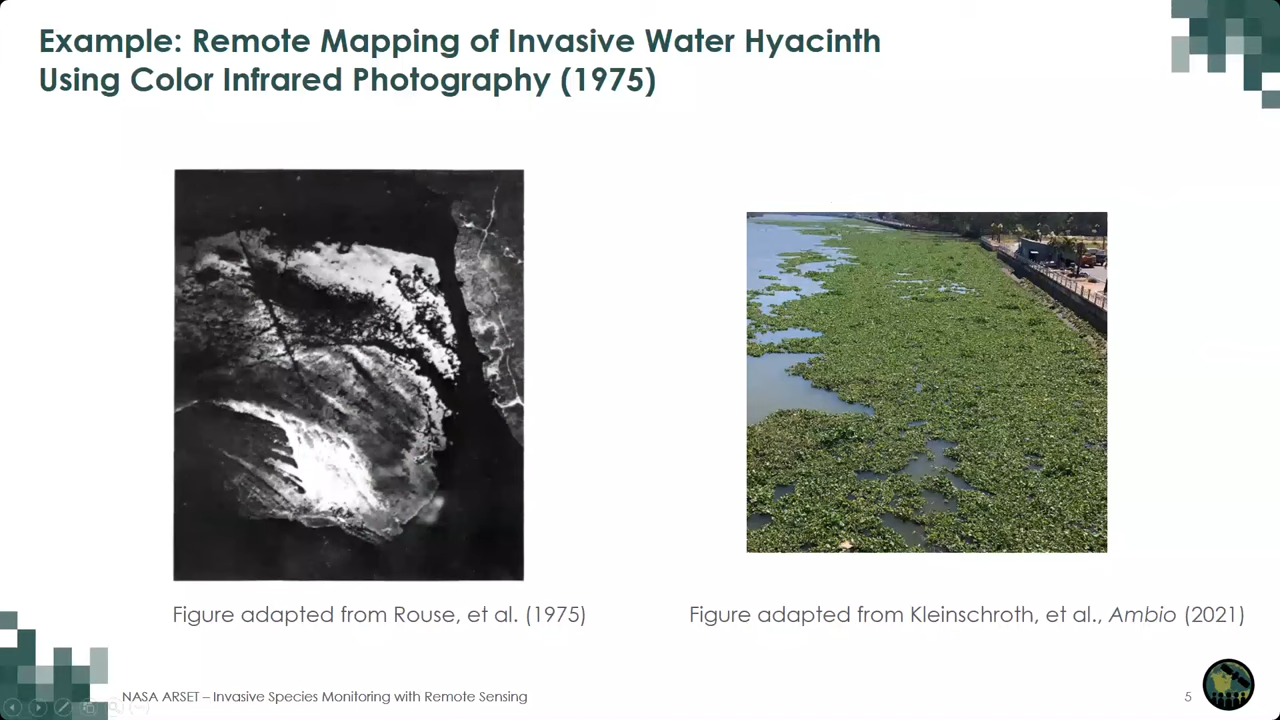 Example: Remote Mapping of Invasive Water Hyacinth
Using Color Infrared Photography (1975)
Figure adapted from Rouse, et al. (1975)
Figure adapted from Kleinschroth, et al., Ambio (2021)
NASA ARSET – Invasive Species Monitoring with Remote Sensing
5